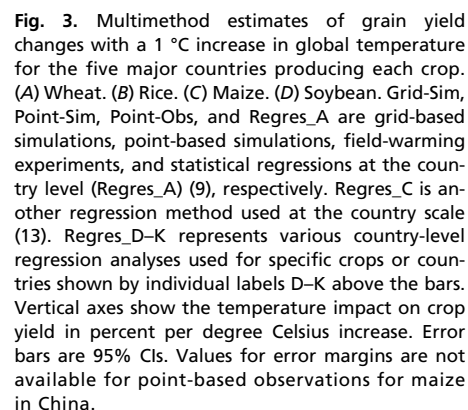 Fig. 3. Multimethod estimates of grain yield
changes with a 1 °C increase in global temperature
for the five major countries producing each crop.
(A) Wheat. (B) Rice. (C) Maize. (D) Soybean. Grid-Sim,
Point-Sim, Point-Obs, and Regres_A are grid-based
simulations, point-based simulations, field-warming
experiments, and statistical regressions at the coun-
try level (Regres_A) (9), respectively. Regres_C is an-
other regression method used at the country scale
(13). Regres_D–K represents various country-level
regression analyses used for specific crops or coun-
tries shown by individual labels D–K above the bars.
Vertical axes show the temperature impact on crop
yield in percent per degree Celsius increase. Error
bars are 95% CIs. Values for error margins are not
available for point-based observations for maize
in China.